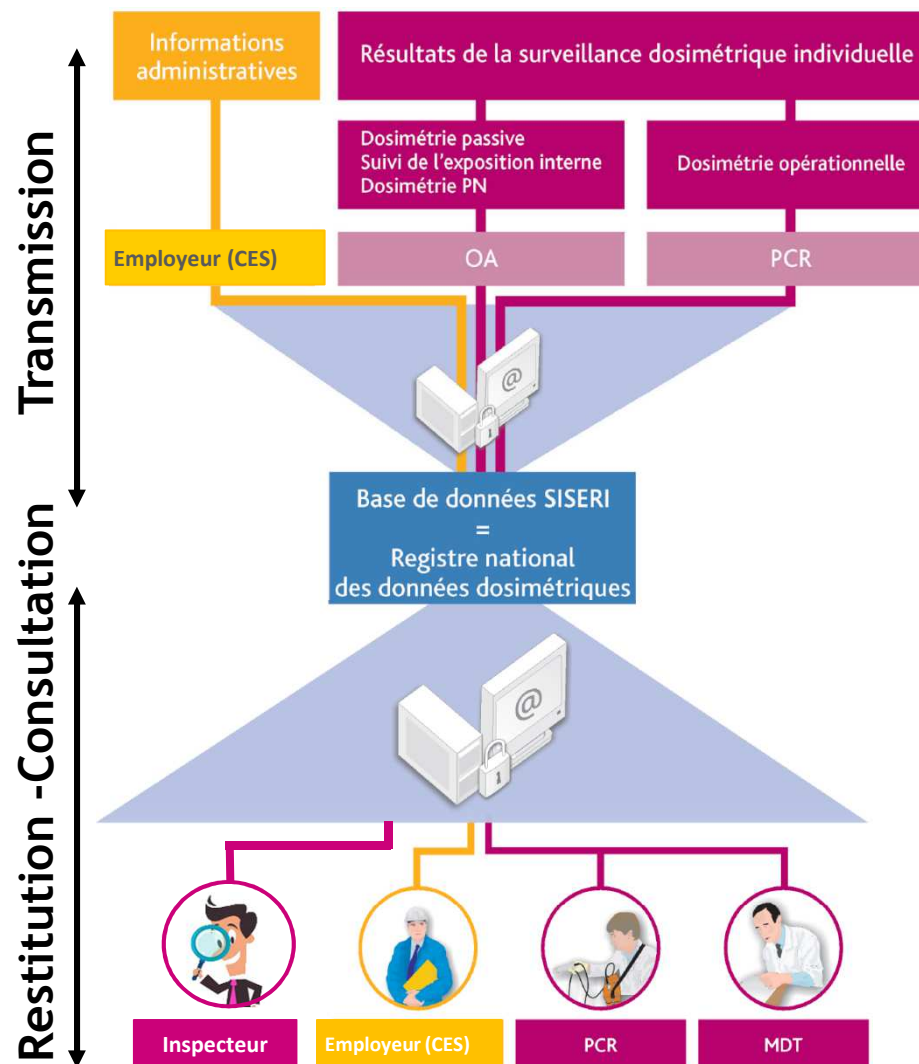 Transmission
Informations
administratives
Résultats de la surveillance dosimétrique individuelle
Dosimétrie passive
Suivi de l'exposition interne
Dosimétrie PN
Dosimétrie opérationnelle
Employeur (CES)
OA
PCR
@
1
Base de données SISERI
=
Registre national
des données dosimétriques
Restitution -Consultation
@
1
Inspecteur
Employeur (CES)
PCR
MDT